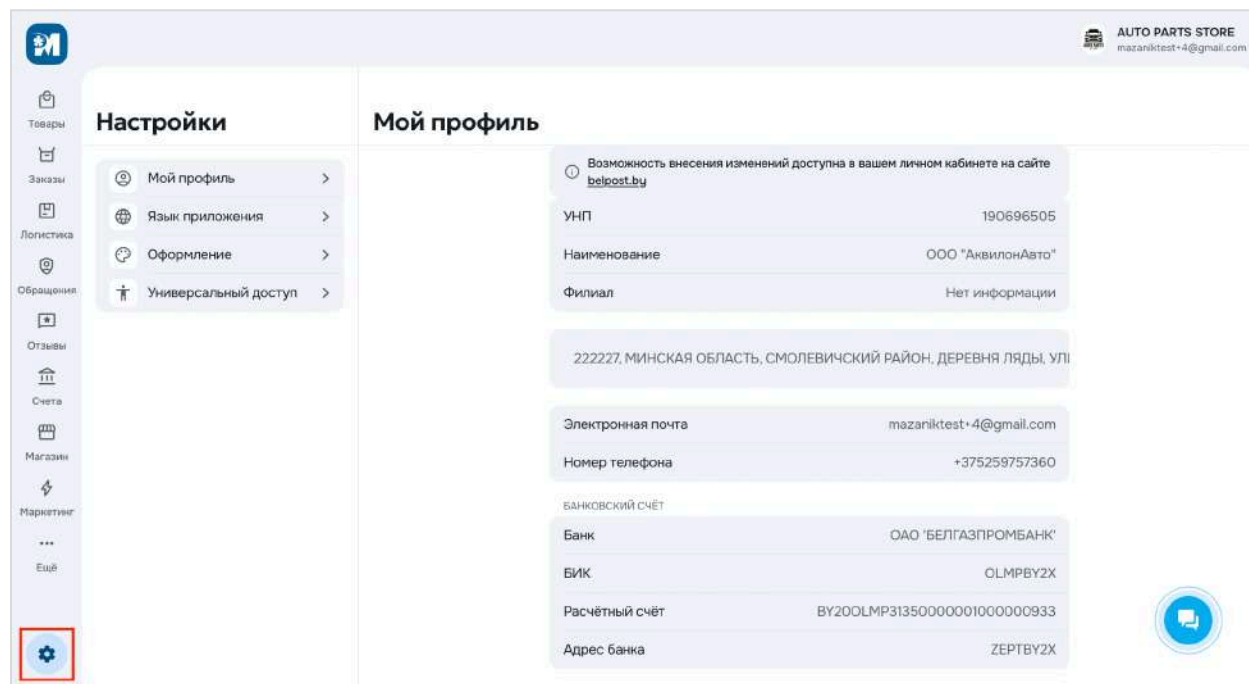 AUTO PARTS STORE
mazaniktest+4@gmail.com
Товары
Заказы
Логистика
Обращения
Отзывы
Счета
Магазин
Маркетинг
Ещё
Настройки
Мой профиль
Язык приложения
Оформление
Универсальный доступ
Мой профиль
Возможность внесения изменений доступна в вашем личном кабинете на сайте
belpost.by
УНП 190696505
Наименование ООО "АквилонАвто"
Филиал Нет информации
222227, МИНСКАЯ ОБЛАСТЬ, СМОЛЕВИЧСКИЙ РАЙОН, ДЕРЕВНЯ ЛЯДЫ, УЛИ
Электронная почта mazaniktest+4@gmail.com
Номер телефона +375259757360
БАНКОВСКИЙ СЧЁТ
Банк ОАО 'БЕЛГАЗПРОМБАНК'
БИК OLMPBY2X
Расчётный счёт BY20OLMP31350000001000000933
Адрес банка ZEPTBY2X